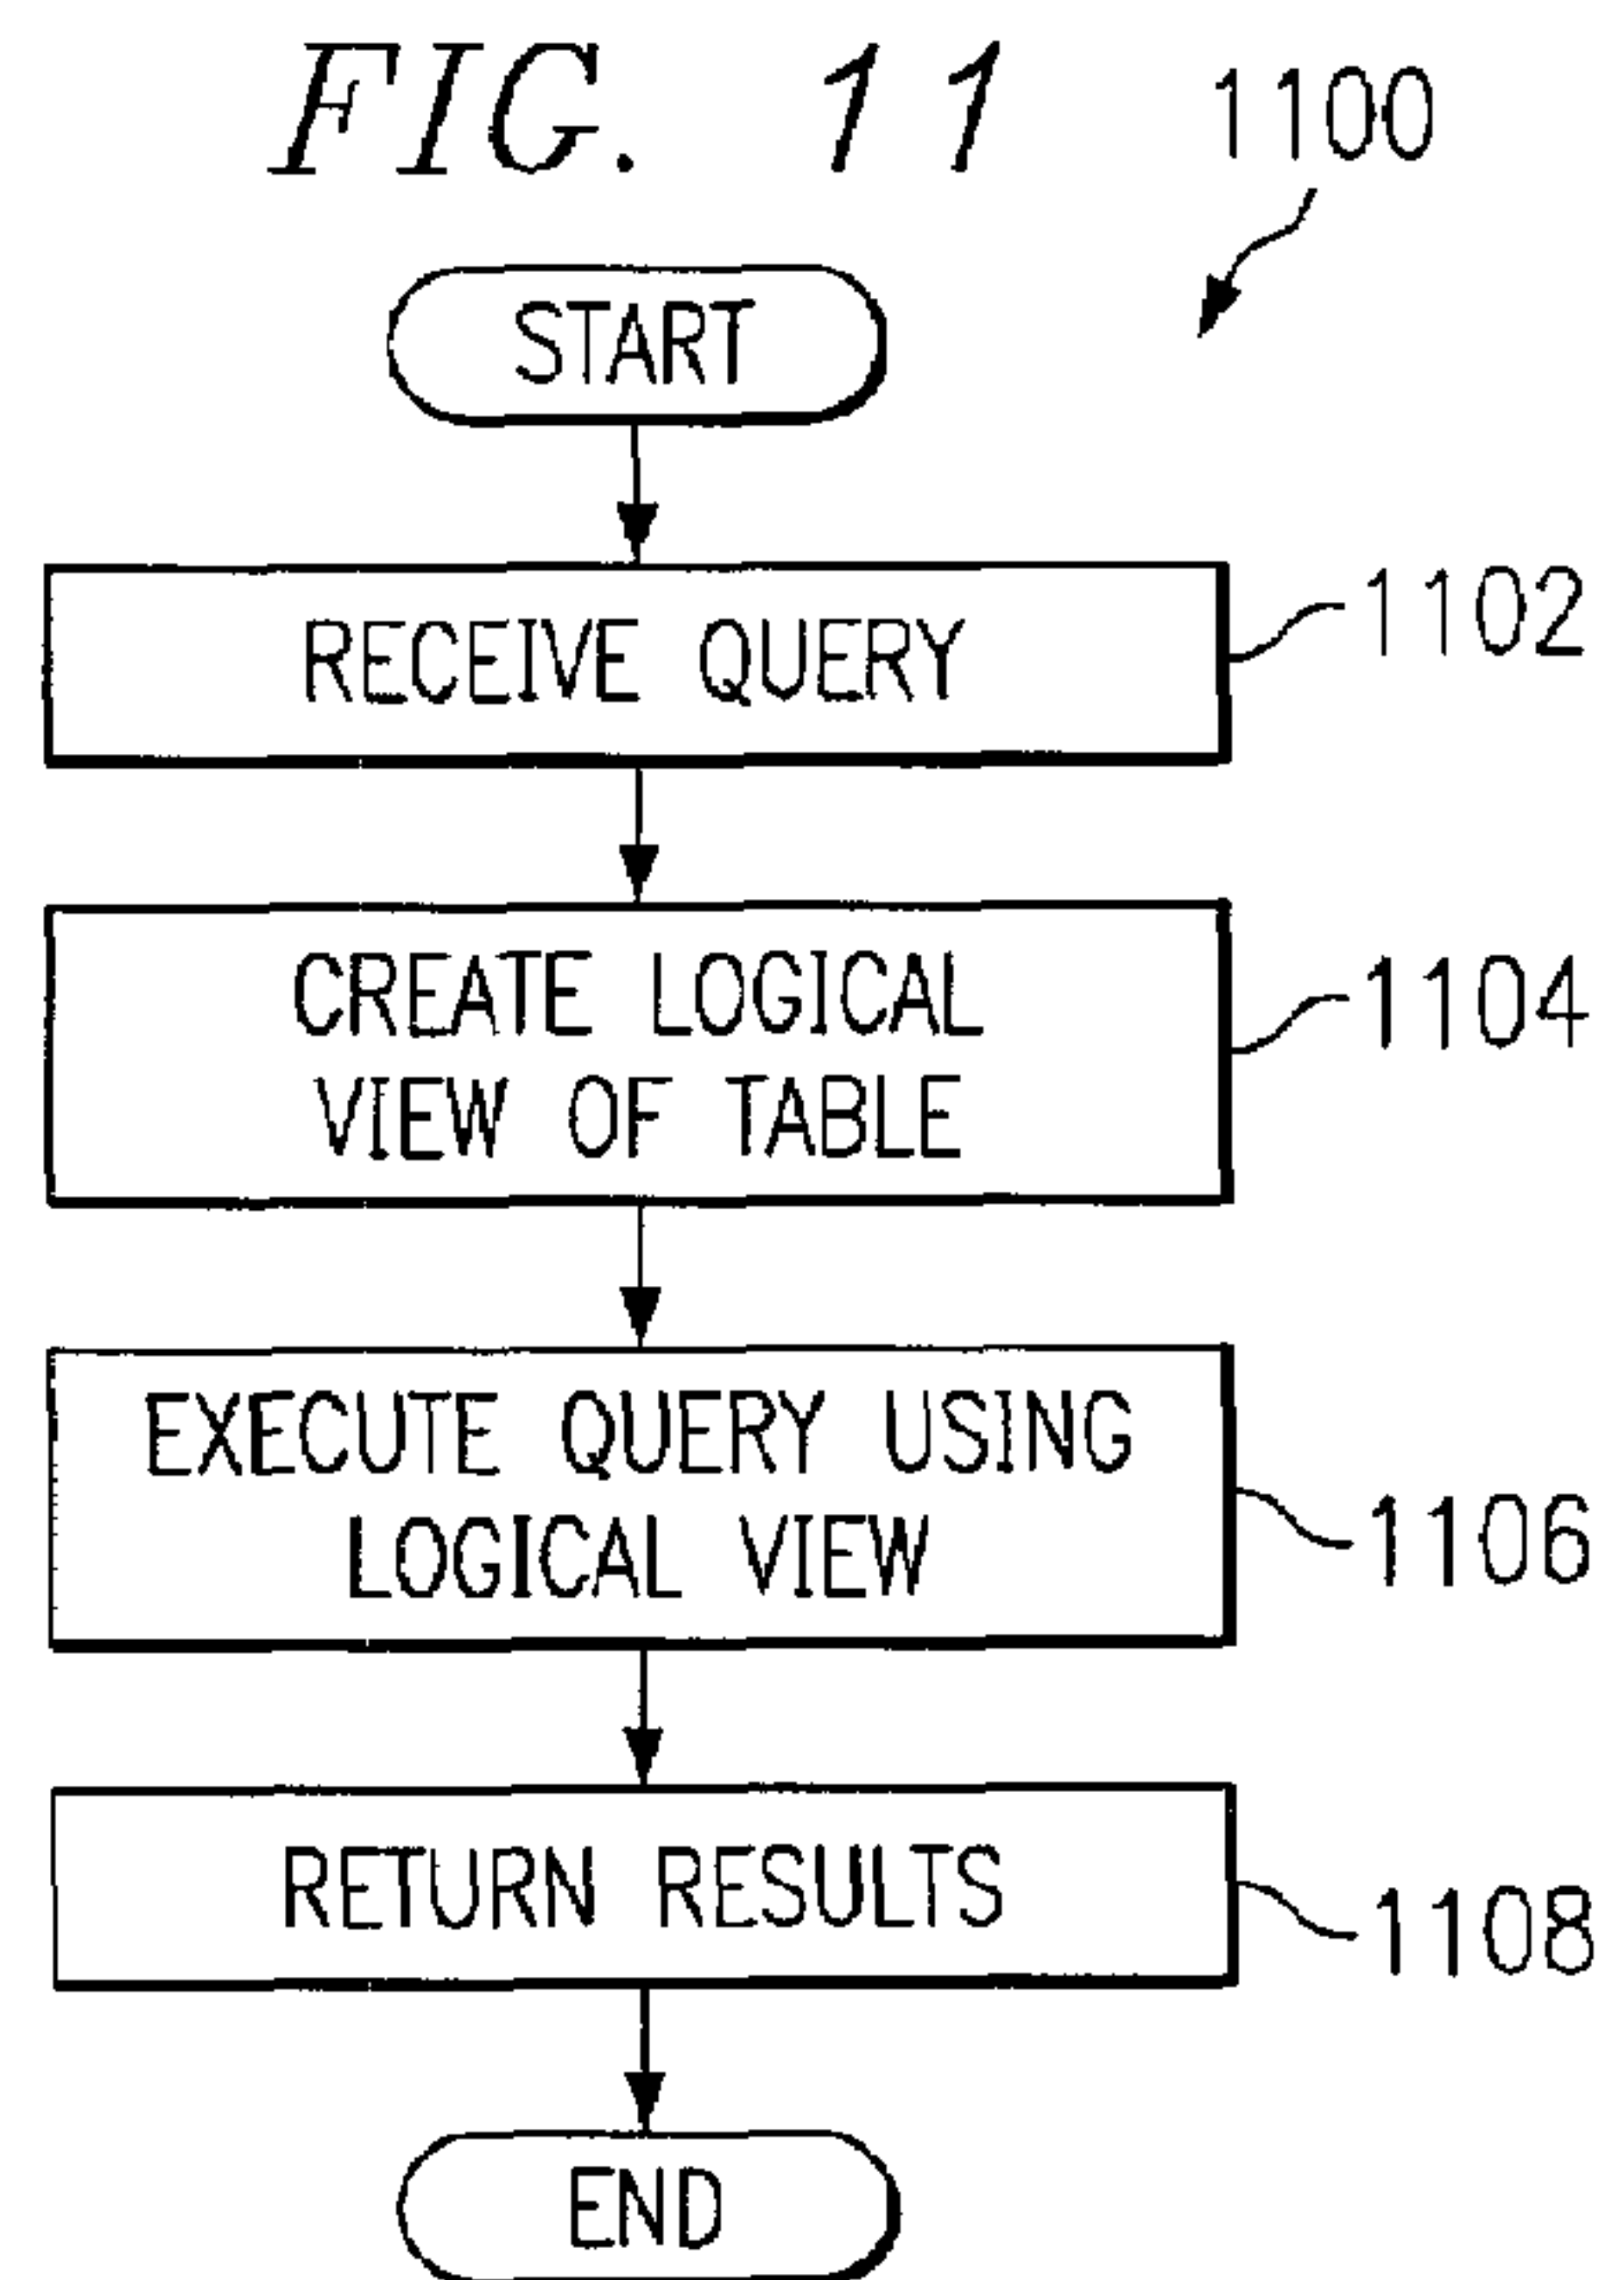 FIG. 11
1100
START
RECEIVE QUERY
1102
CREATE LOGICAL
VIEW OF TABLE
1104
EXECUTE QUERY USING
LOGICAL VIEW
1106
RETURN RESULTS
1108
END